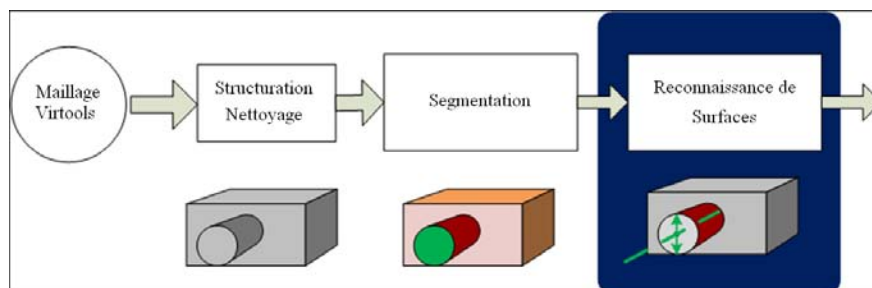 Maillage
Virtools
Structuration
Nettoyage
Segmentation
Reconnaissance de
Surfaces